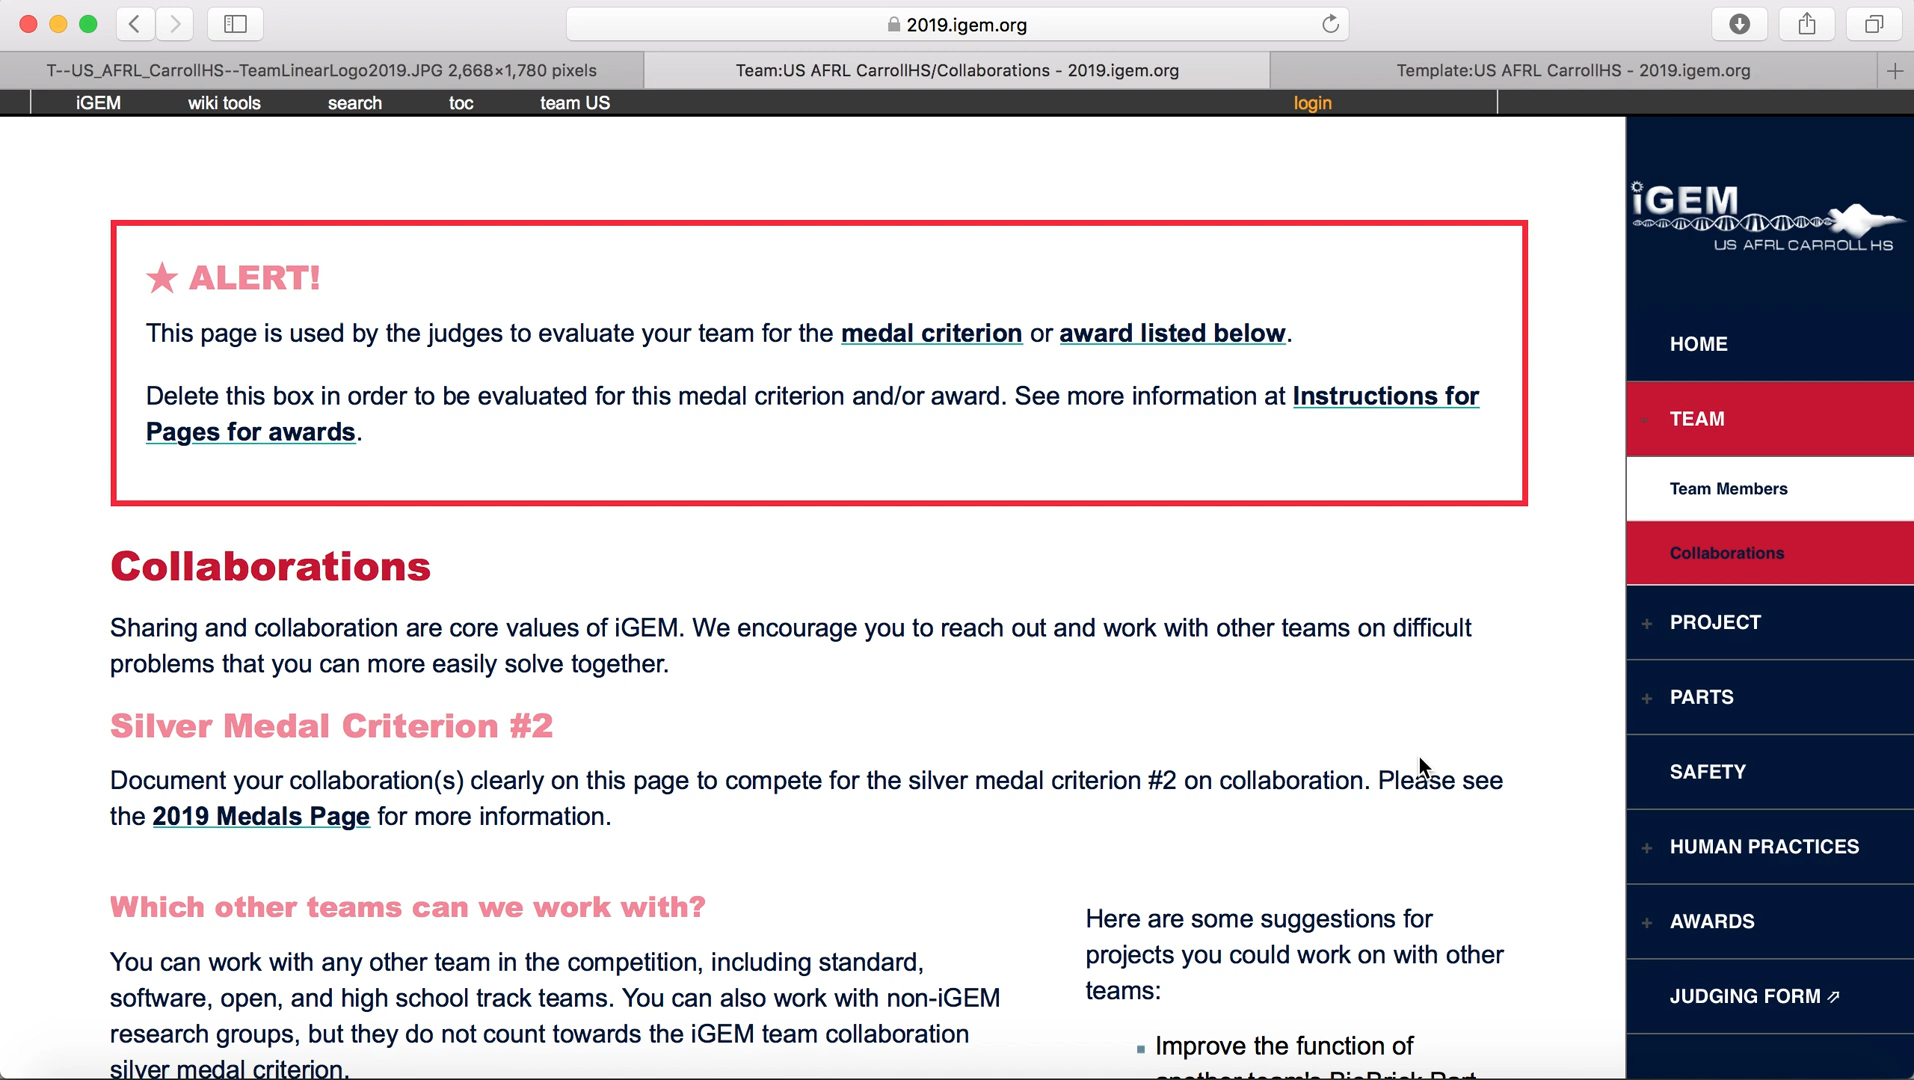 2019.igem.org
T--US_AFRL_CarrollHS--TeamLinearLogo2019.JPG 2,668×1,780 pixels
Team:US AFRL CarrollHS/Collaborations - 2019.igem.org
Template:US AFRL CarrollHS - 2019.igem.org
iGEM wiki tools search toc team US login
★ ALERT!
This page is used by the judges to evaluate your team for the medal criterion or award listed below.
Delete this box in order to be evaluated for this medal criterion and/or award. See more information at Instructions for
Pages for awards.
Collaborations
Sharing and collaboration are core values of iGEM. We encourage you to reach out and work with other teams on difficult
problems that you can more easily solve together.
Silver Medal Criterion #2
Document your collaboration(s) clearly on this page to compete for the silver medal criterion #2 on collaboration. Please see
the 2019 Medals Page for more information.
Which other teams can we work with?
You can work with any other team in the competition, including standard,
software, open, and high school track teams. You can also work with non-iGEM
research groups, but they do not count towards the iGEM team collaboration
silver medal criterion.
Here are some suggestions for
projects you could work on with other
teams:
Improve the function of
another team's BioBrick Part
iGEM
US AFRL CARROLL HS
HOME
- TEAM
Team Members
Collaborations
+ PROJECT
+ PARTS
SAFETY
+ HUMAN PRACTICES
+ AWARDS
JUDGING FORM ⇗